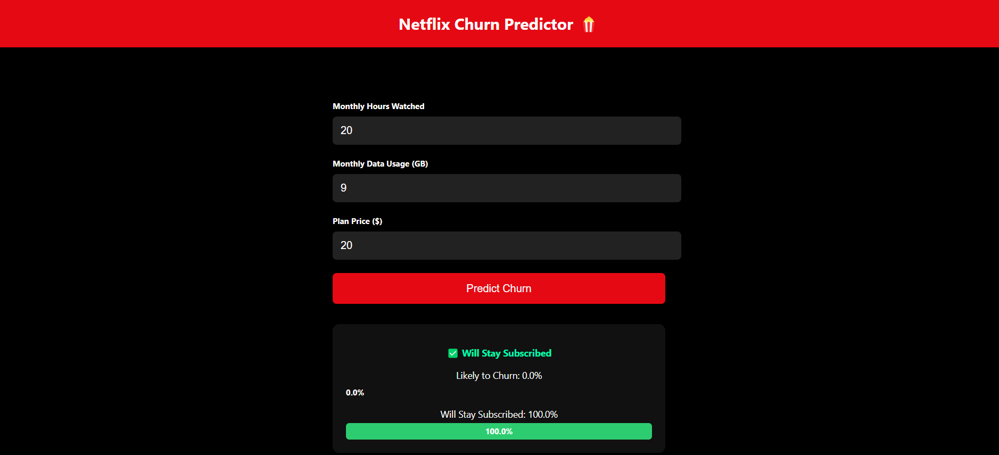 Netflix Churn Predictor 🍿
Monthly Hours Watched
20
Monthly Data Usage (GB)
9
Plan Price ($)
20
Predict Churn
✅ Will Stay Subscribed
Likely to Churn: 0.0%
0.0%
Will Stay Subscribed: 100.0%
100.0%